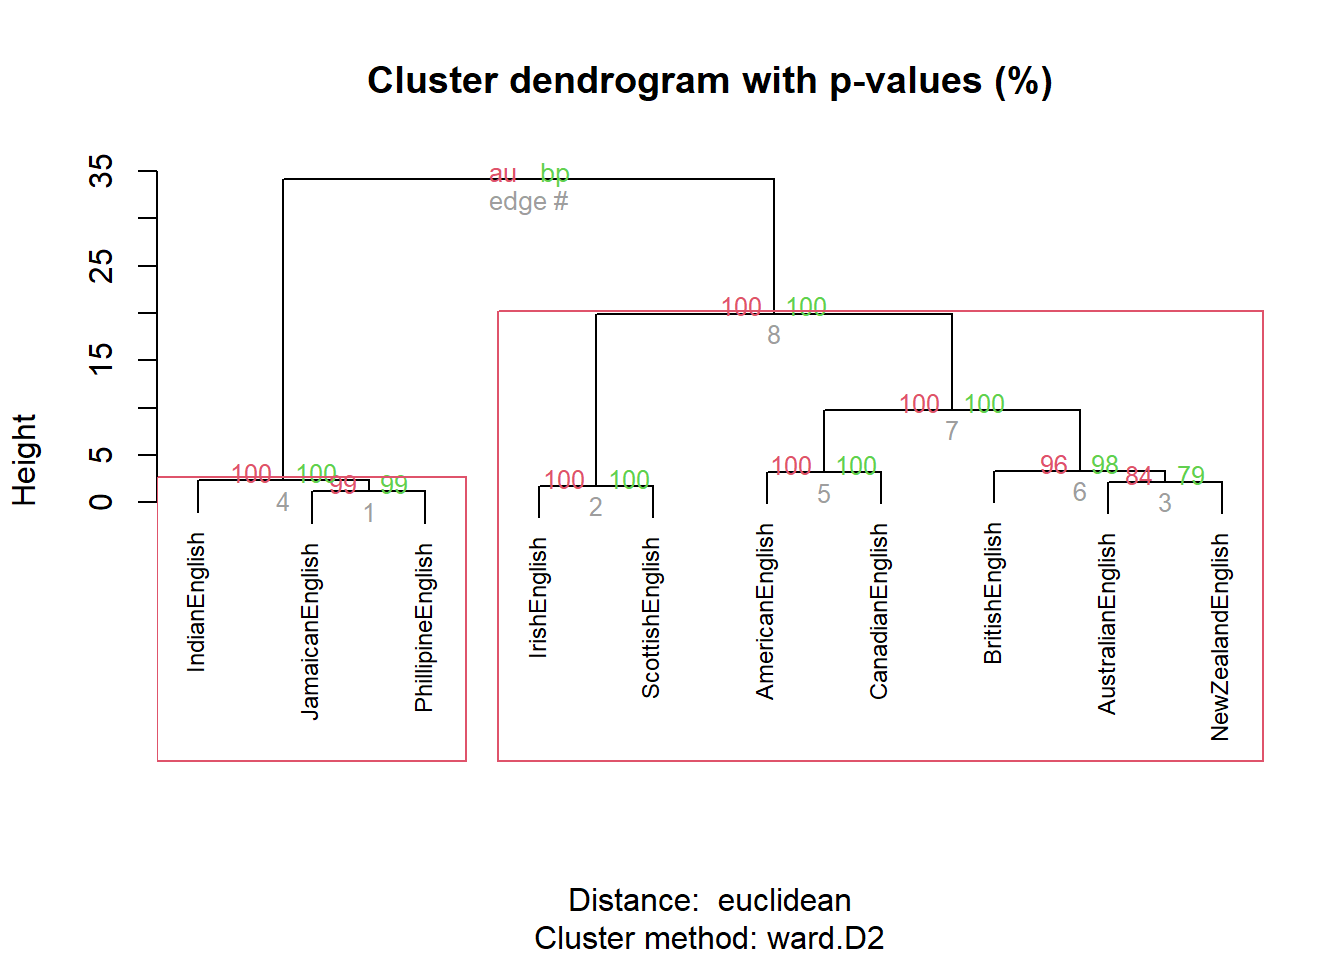 Cluster dendrogram with p-values (%)
35
25
15
5
0
Height
au bp
edge #
100 100
8
100 100
7
100 100
4
99 99
1
100 100
2
100 100
5
96 98
6
84 79
3
IndianEnglish
JamaicanEnglish
PhillipineEnglish
IrishEnglish
ScottishEnglish
AmericanEnglish
CanadianEnglish
BritishEnglish
AustralianEnglish
NewZealandEnglish
Distance: euclidean
Cluster method: ward.D2